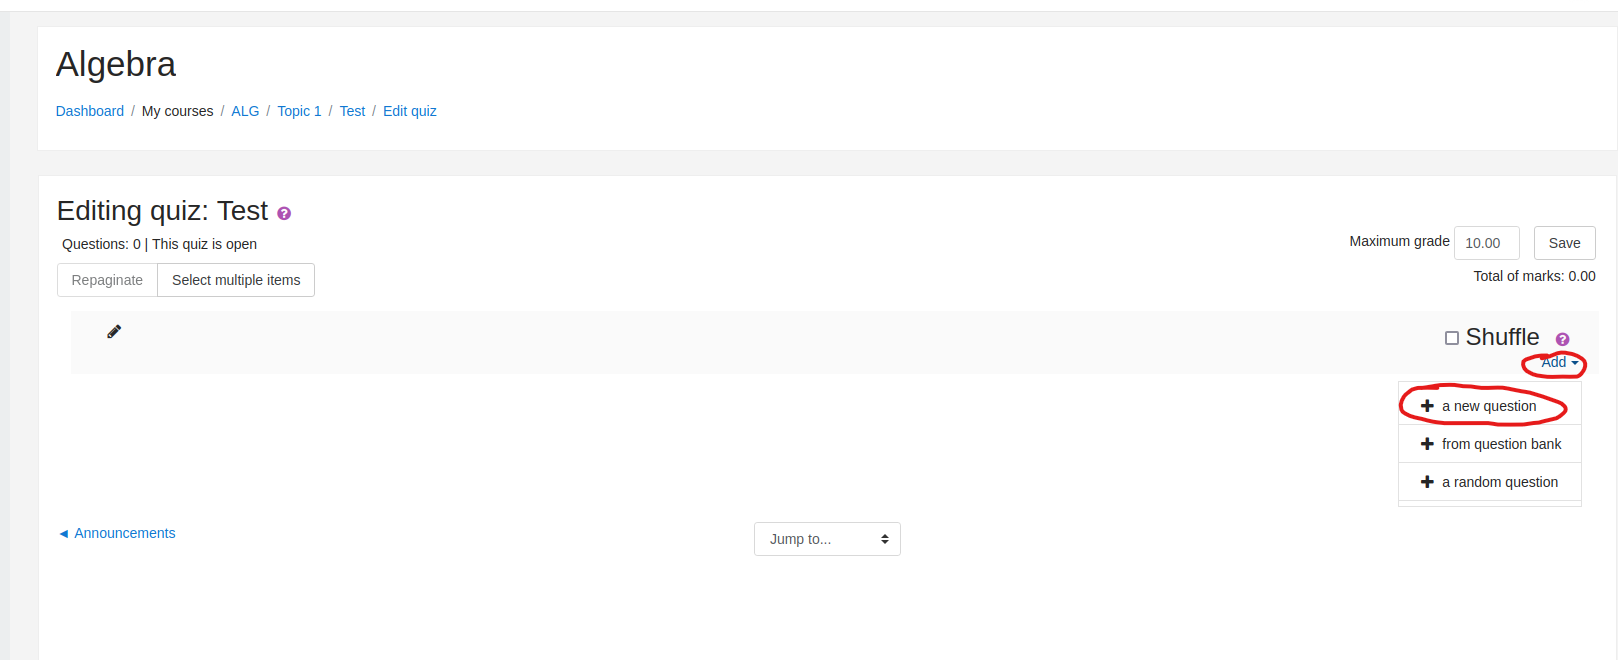 Algebra
Dashboard / My courses / ALG / Topic 1 / Test / Edit quiz
Editing quiz: Test
Questions: 0 | This quiz is open
Maximum grade 10.00 Save
Repaginate Select multiple items
Total of marks: 0.00
Shuffle
Add
a new question
from question bank
a random question
◄ Announcements
Jump to...